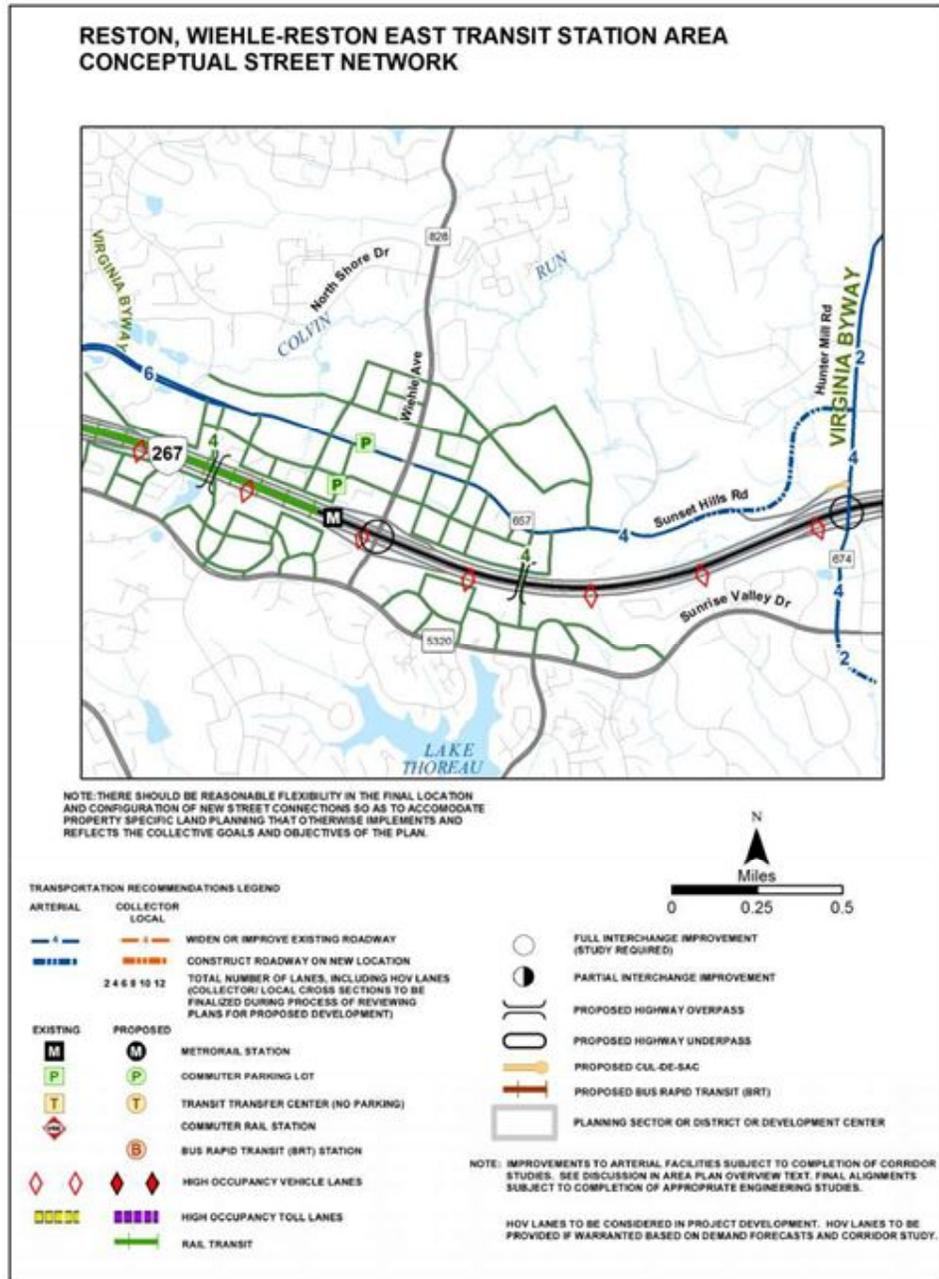 RESTON, WIEHLE-RESTON EAST TRANSIT STATION AREA
CONCEPTUAL STREET NETWORK
828
North Shore Dr
RUN
COLVIN
VIRGINIA BYWAY
Hunter Mill Rd
VIRGINIA BYWAY
2
6
Wiehle Ave
P
4
267
4
P
M
657
Sunset Hills Rd
4
4
674
4
Sunrise Valley Dr
5320
2
LAKE
THOREAU
NOTE: THERE SHOULD BE REASONABLE FLEXIBILITY IN THE FINAL LOCATION
AND CONFIGURATION OF NEW STREET CONNECTIONS SO AS TO ACCOMODATE
PROPERTY SPECIFIC LAND PLANNING THAT OTHERWISE IMPLEMENTS AND
REFLECTS THE COLLECTIVE GOALS AND OBJECTIVES OF THE PLAN.
N
Miles
0 0.25 0.5
TRANSPORTATION RECOMMENDATIONS LEGEND
ARTERIAL COLLECTOR
LOCAL
4 4 WIDEN OR IMPROVE EXISTING ROADWAY
CONSTRUCT ROADWAY ON NEW LOCATION
2 4 6 8 10 12 TOTAL NUMBER OF LANES, INCLUDING HOV LANES
(COLLECTOR/ LOCAL CROSS SECTIONS TO BE
FINALIZED DURING PROCESS OF REVIEWING
PLANS FOR PROPOSED DEVELOPMENT)
EXISTING PROPOSED
M M METRORAIL STATION
P P COMMUTER PARKING LOT
T T TRANSIT TRANSFER CENTER (NO PARKING)
COMMUTER RAIL STATION
B BUS RAPID TRANSIT (BRT) STATION
HIGH OCCUPANCY VEHICLE LANES
HIGH OCCUPANCY TOLL LANES
RAIL TRANSIT
FULL INTERCHANGE IMPROVEMENT
(STUDY REQUIRED)
PARTIAL INTERCHANGE IMPROVEMENT
PROPOSED HIGHWAY OVERPASS
PROPOSED HIGHWAY UNDERPASS
PROPOSED CUL-DE-SAC
PROPOSED BUS RAPID TRANSIT (BRT)
PLANNING SECTOR OR DISTRICT OR DEVELOPMENT CENTER
NOTE: IMPROVEMENTS TO ARTERIAL FACILITIES SUBJECT TO COMPLETION OF CORRIDOR
STUDIES. SEE DISCUSSION IN AREA PLAN OVERVIEW TEXT. FINAL ALIGNMENTS
SUBJECT TO COMPLETION OF APPROPRIATE ENGINEERING STUDIES.
HOV LANES TO BE CONSIDERED IN PROJECT DEVELOPMENT. HOV LANES TO BE
PROVIDED IF WARRANTED BASED ON DEMAND FORECASTS AND CORRIDOR STUDY.